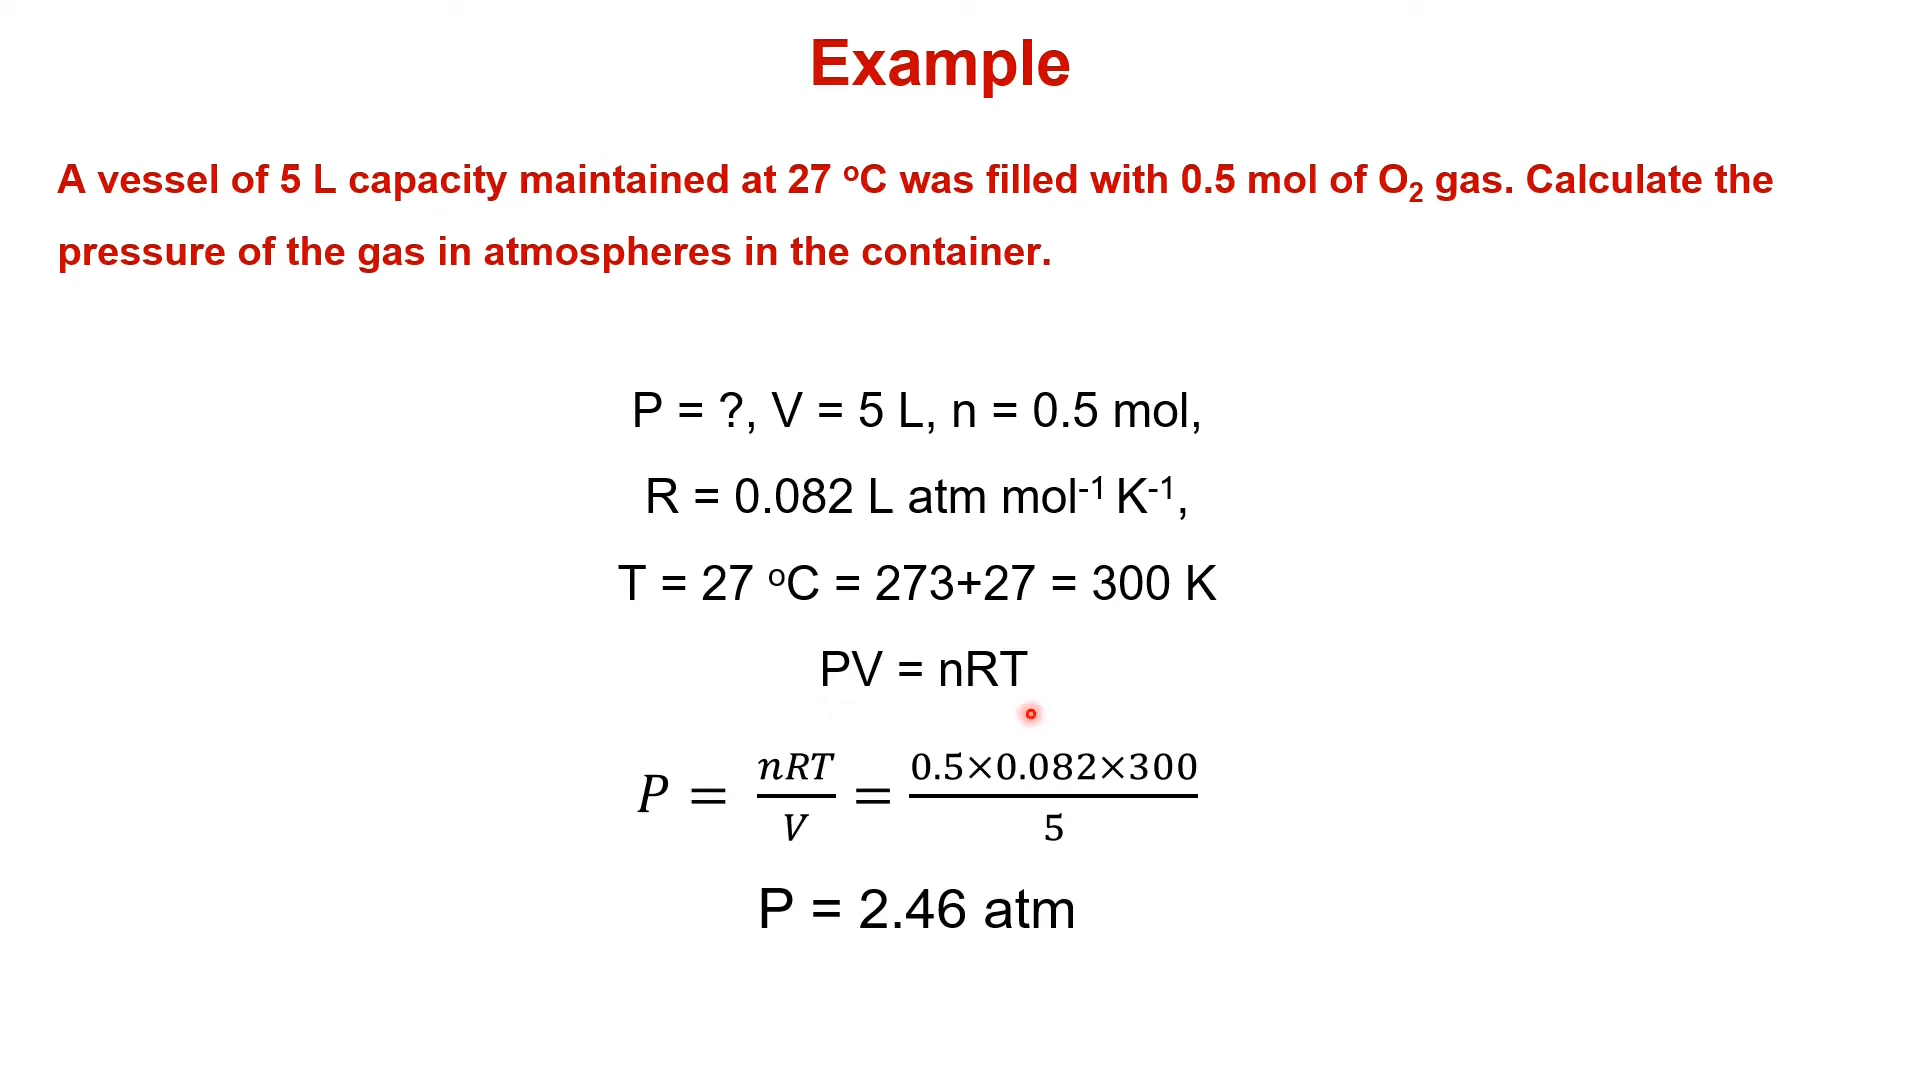 Example
A vessel of 5 L capacity maintained at 27 ºC was filled with 0.5 mol of O₂ gas. Calculate the
pressure of the gas in atmospheres in the container.
P = ?, V = 5 L, n = 0.5 mol,
R = 0.082 L atm mol⁻¹ K⁻¹,
T = 27 ºC = 273+27 = 300 K
PV = nRT
P = nRT/V = 0.5×0.082×300/5
P = 2.46 atm